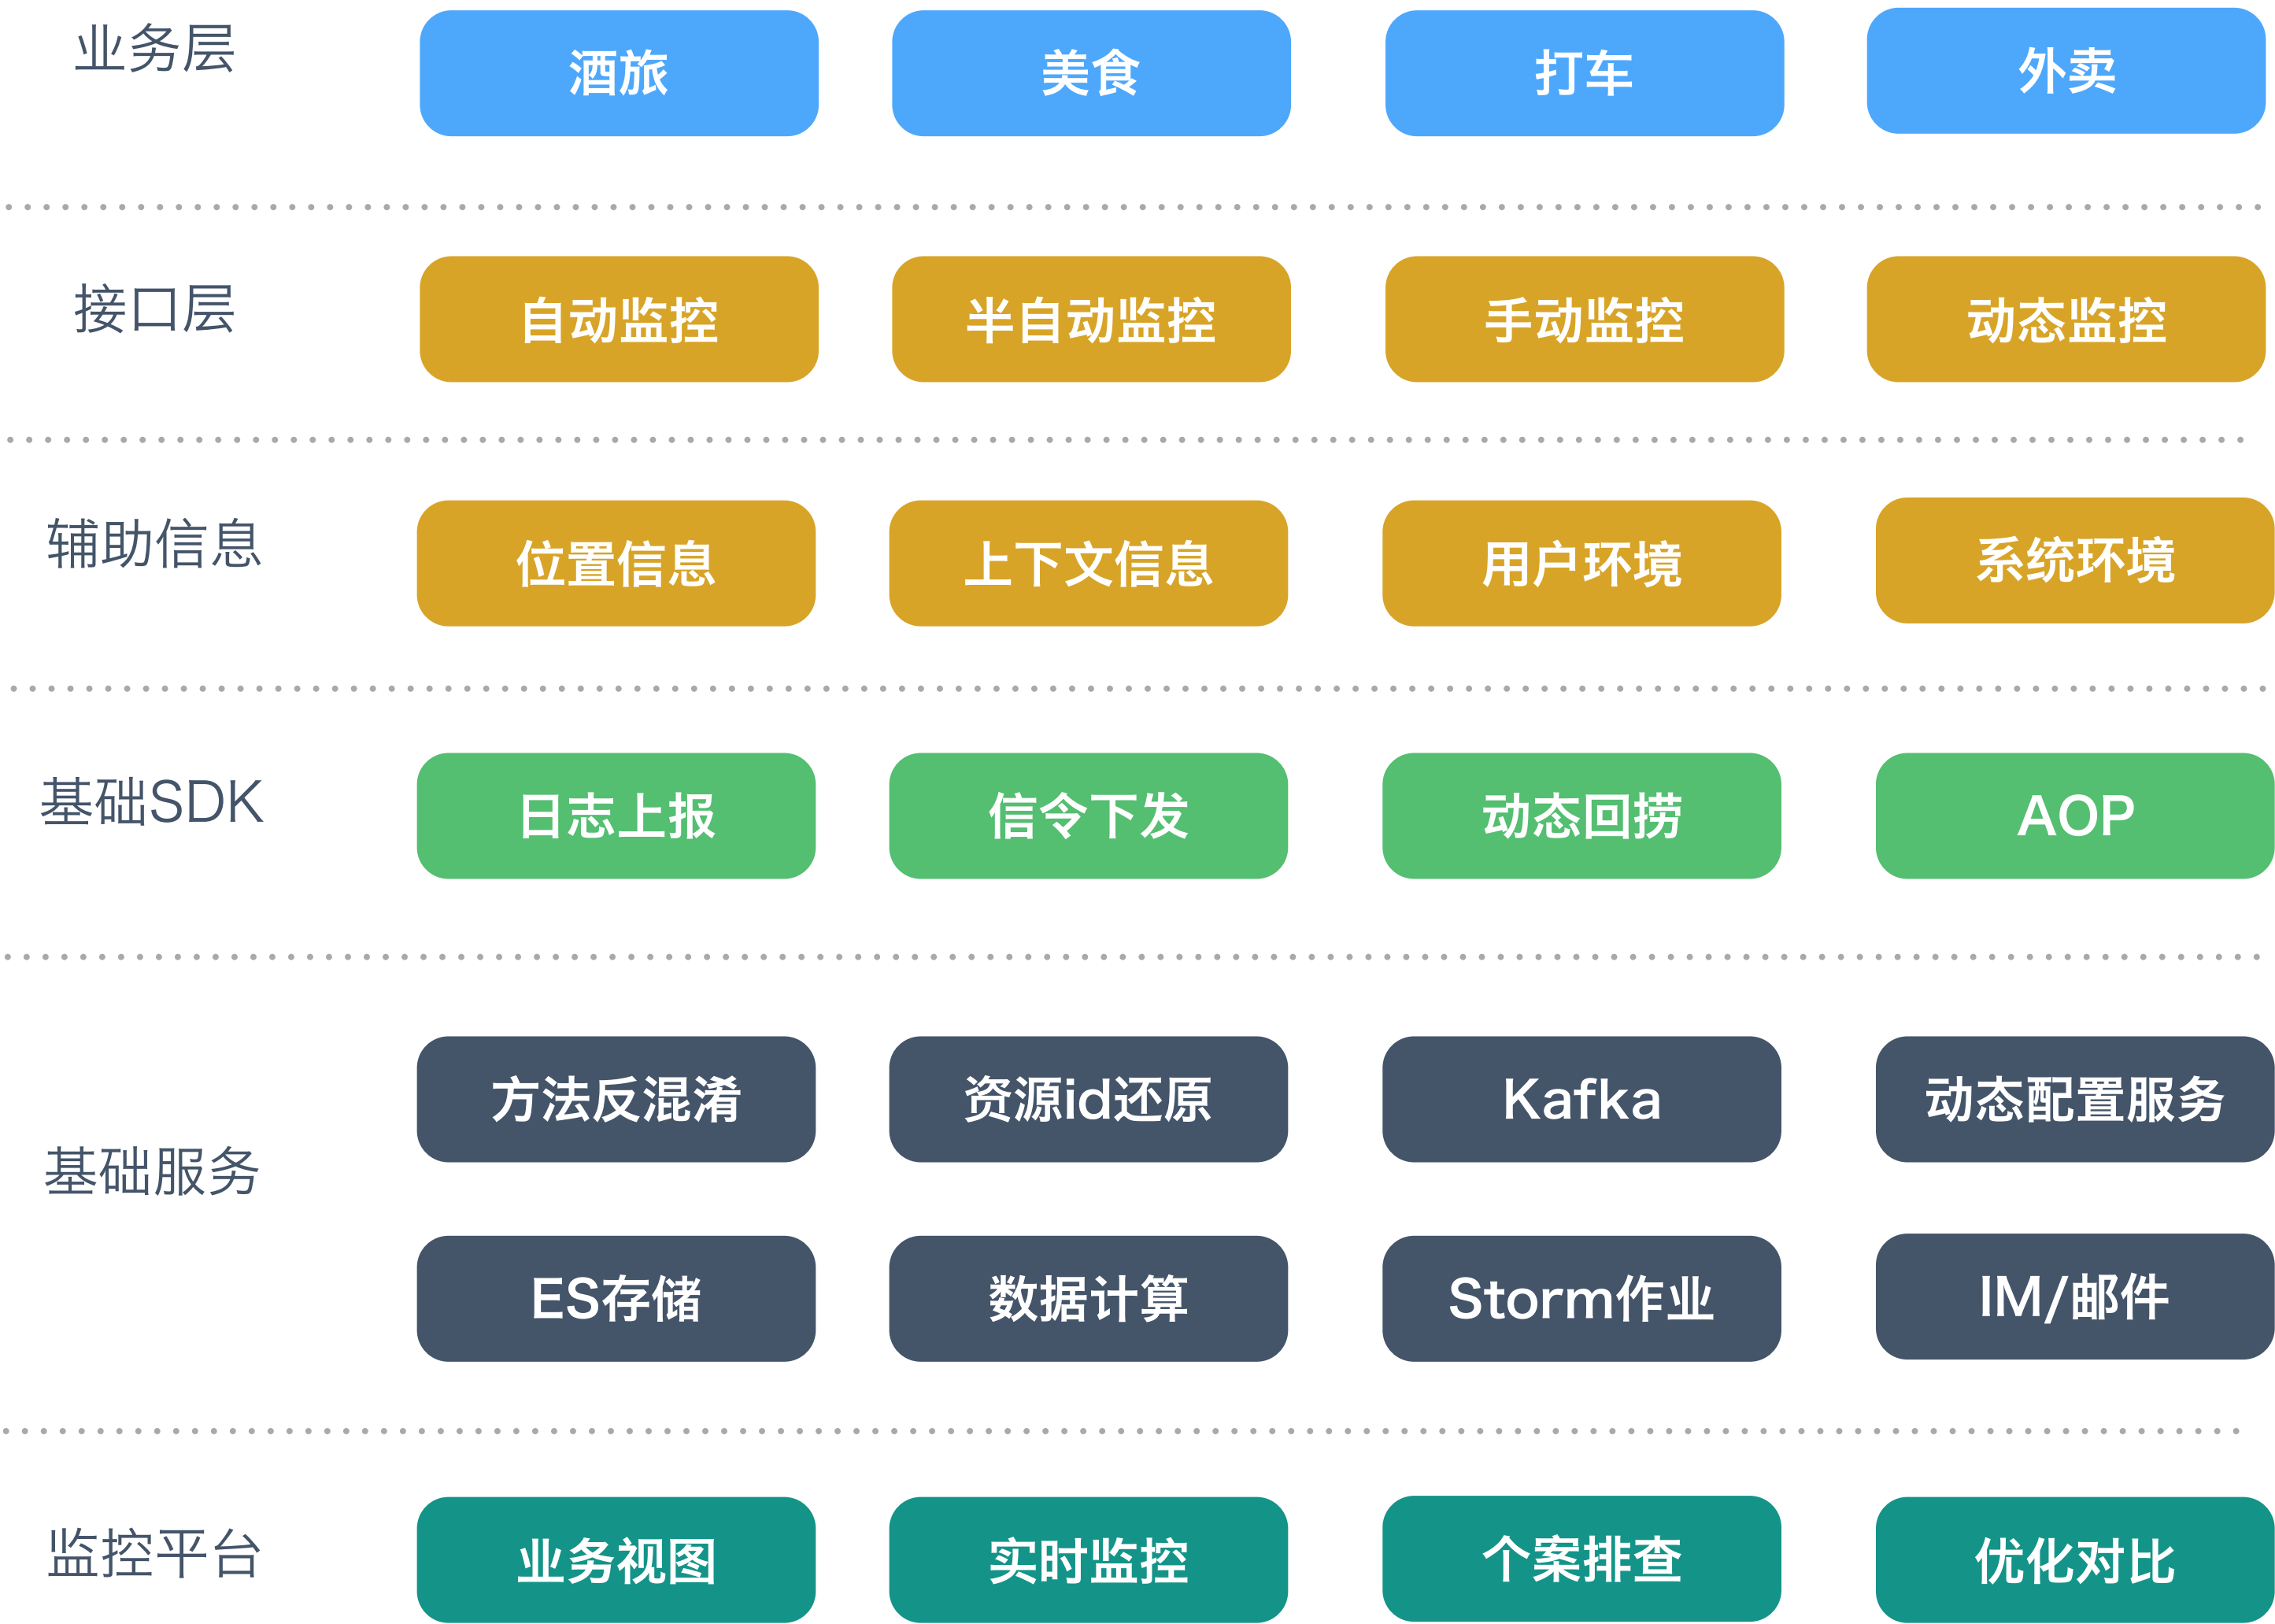 业务层
酒旅
美食
打车
外卖
接口层
自动监控
半自动监控
手动监控
动态监控
辅助信息
位置信息
上下文信息
用户环境
系统环境
基础SDK
日志上报
信令下发
动态回捞
AOP
基础服务
方法反混淆
资源id还原
Kafka
动态配置服务
ES存储
数据计算
Storm作业
IM/邮件
监控平台
业务视图
实时监控
个案排查
优化对比